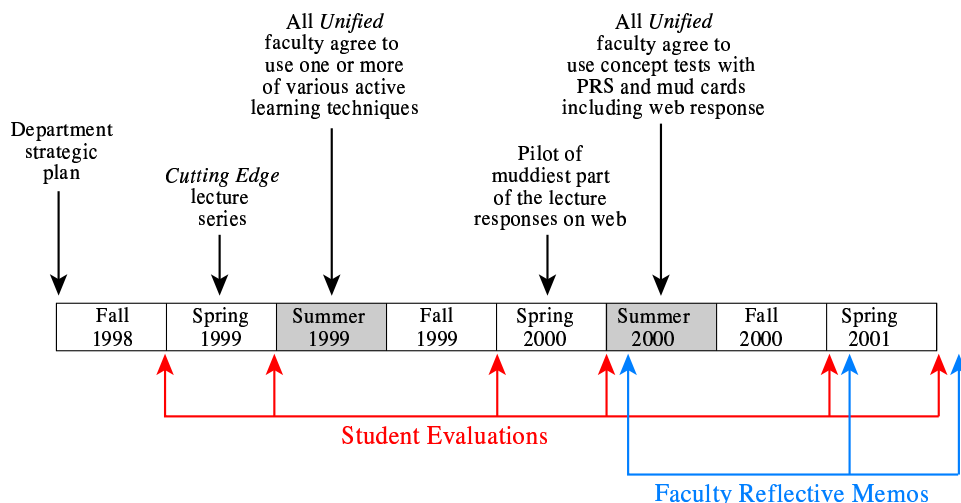 Department
strategic
plan
Cutting Edge
lecture
series
All Unified
faculty agree to
use one or more
of various active
learning techniques
Pilot of
muddiest part
of the lecture
responses on web
All Unified
faculty agree to
use concept tests with
PRS and mud cards
including web response
Fall
1998
Spring
1999
Summer
1999
Fall
1999
Spring
2000
Summer
2000
Fall
2000
Spring
2001
Student Evaluations
Faculty Reflective Memos